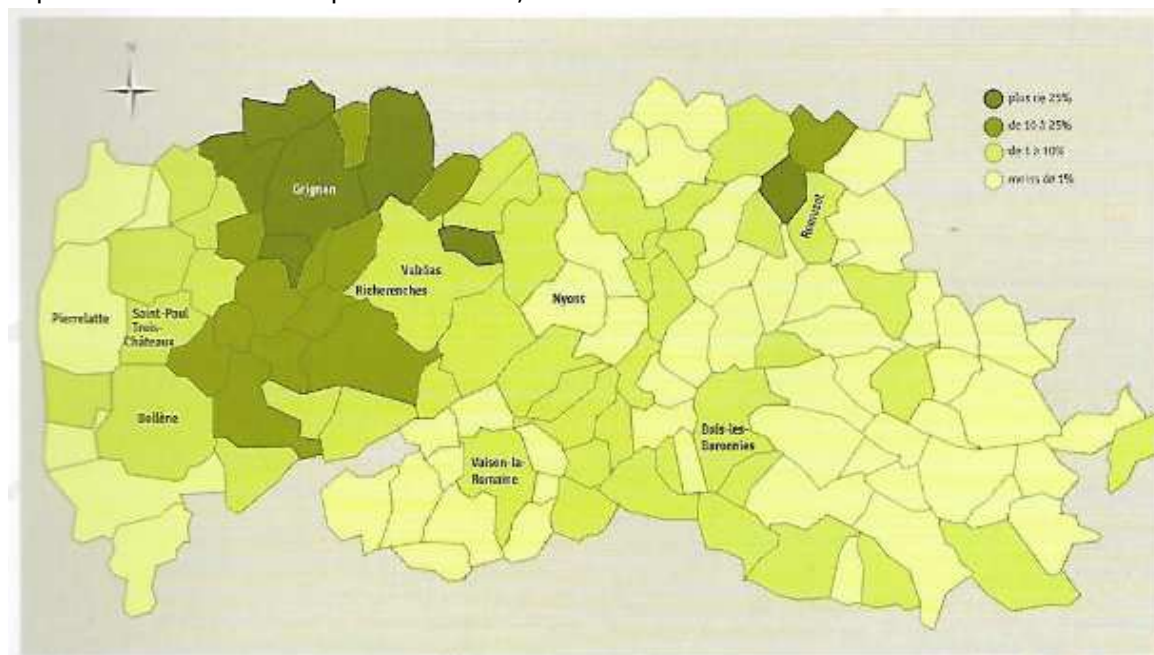 N
plus de 25%
de 10 à 25%
de 1 à 10%
moins de 1%
Grignan
Rémuzat
Valréas
Richerenches
Nyons
Pierrelatte
Saint-Paul
Trois-
Châteaux
Bollène
Buis-les-
Baronnies
Vaison-la-
Romaine